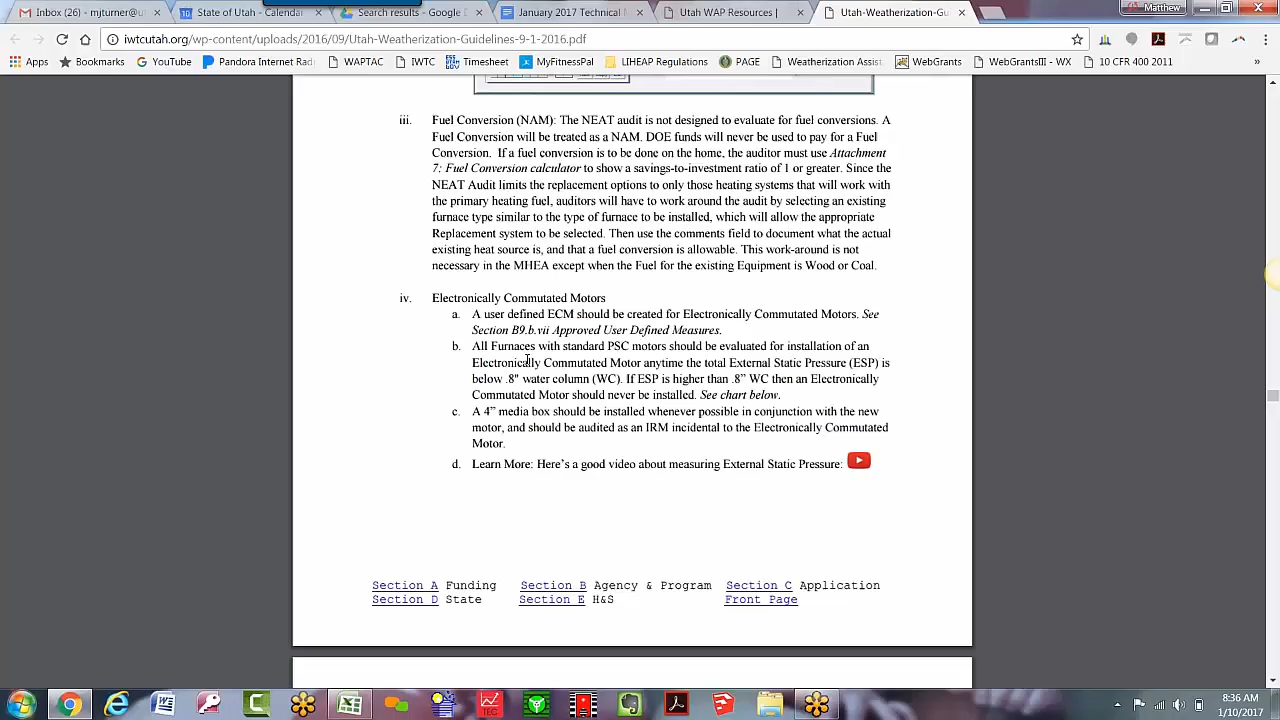 Inbox (26) - mjturner@ut
State of Utah - Calendar
Search results - Google D
January 2017 Technical M
Utah WAP Resources |
Utah-Weatherization-Gu
Matthew
iwtcutah.org/wp-content/uploads/2016/09/Utah-Weatherization-Guidelines-9-1-2016.pdf
Apps Bookmarks YouTube Pandora Internet Rad WAPTAC IWTC Timesheet MyFitnessPal LIHEAP Regulations PAGE Weatherization Assis WebGrants WebGrantsIII - WX 10 CFR 400 2011 »
iii. Fuel Conversion (NAM): The NEAT audit is not designed to evaluate for fuel conversions. A
Fuel Conversion will be treated as a NAM. DOE funds will never be used to pay for a Fuel
Conversion. If a fuel conversion is to be done on the home, the auditor must use Attachment
7: Fuel Conversion calculator to show a savings-to-investment ratio of 1 or greater. Since the
NEAT Audit limits the replacement options to only those heating systems that will work with
the primary heating fuel, auditors will have to work around the audit by selecting an existing
furnace type similar to the type of furnace to be installed, which will allow the appropriate
Replacement system to be selected. Then use the comments field to document what the actual
existing heat source is, and that a fuel conversion is allowable. This work-around is not
necessary in the MHEA except when the Fuel for the existing Equipment is Wood or Coal.
iv. Electronically Commutated Motors
a. A user defined ECM should be created for Electronically Commutated Motors. See
Section B9.b.vii Approved User Defined Measures.
b. All Furnaces with standard PSC motors should be evaluated for installation of an
Electronically Commutated Motor anytime the total External Static Pressure (ESP) is
below .8" water column (WC). If ESP is higher than .8” WC then an Electronically
Commutated Motor should never be installed. See chart below.
c. A 4” media box should be installed whenever possible in conjunction with the new
motor, and should be audited as an IRM incidental to the Electronically Commutated
Motor.
d. Learn More: Here’s a good video about measuring External Static Pressure:
Section A Funding Section B Agency & Program Section C Application
Section D State Section E H&S Front Page
TEC
8:36 AM
1/10/2017